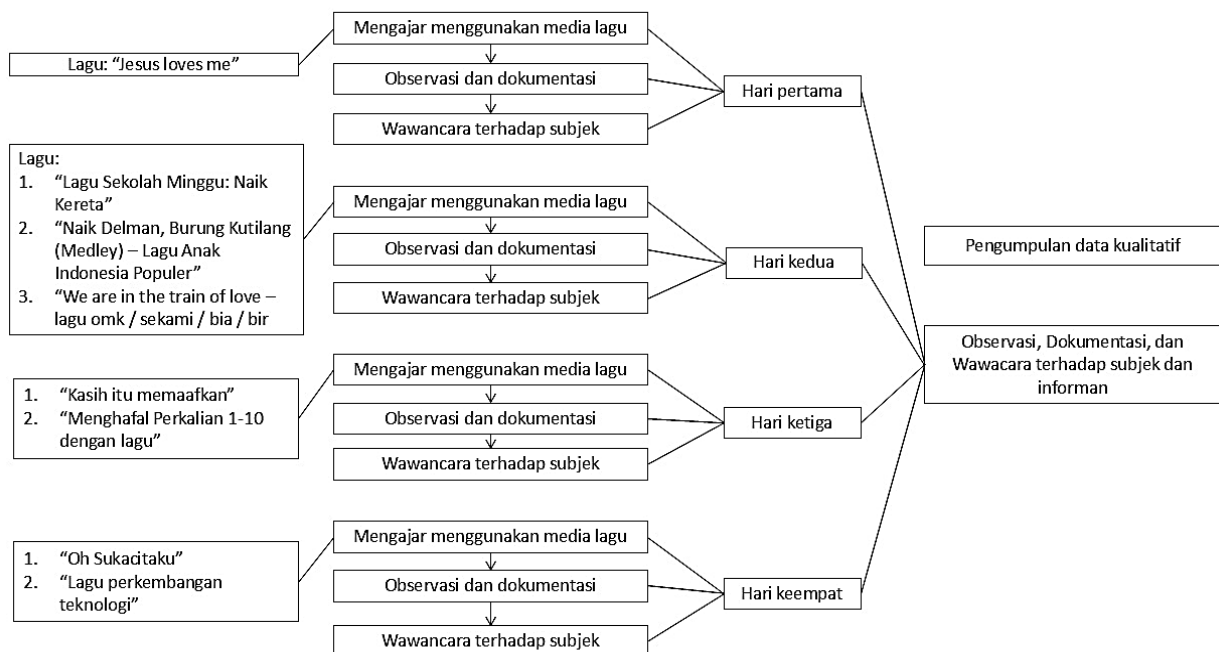 Lagu: “Jesus loves me”
Mengajar menggunakan media lagu
Observasi dan dokumentasi
Wawancara terhadap subjek
Hari pertama
Lagu:
1. “Lagu Sekolah Minggu: Naik
Kereta”
2. “Naik Delman, Burung Kutilang
(Medley) – Lagu Anak
Indonesia Populer”
3. “We are in the train of love –
lagu omk / sekami / bia / bir
Mengajar menggunakan media lagu
Observasi dan dokumentasi
Wawancara terhadap subjek
Hari kedua
1. “Kasih itu memaafkan”
2. “Menghafal Perkalian 1-10
dengan lagu”
Mengajar menggunakan media lagu
Observasi dan dokumentasi
Wawancara terhadap subjek
Hari ketiga
1. “Oh Sukacitaku”
2. “Lagu perkembangan
teknologi”
Mengajar menggunakan media lagu
Observasi dan dokumentasi
Wawancara terhadap subjek
Hari keempat
Pengumpulan data kualitatif
Observasi, Dokumentasi, dan
Wawacara terhadap subjek dan
informan